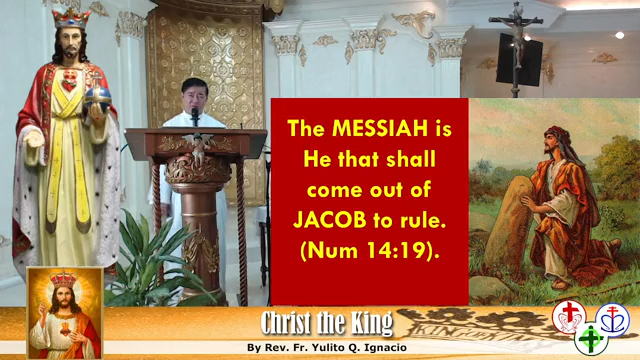 The MESSIAH is
He that shall
come out of
JACOB to rule.
(Num 14:19).
Christ the King
By Rev. Fr. Yulito Q. Ignacio